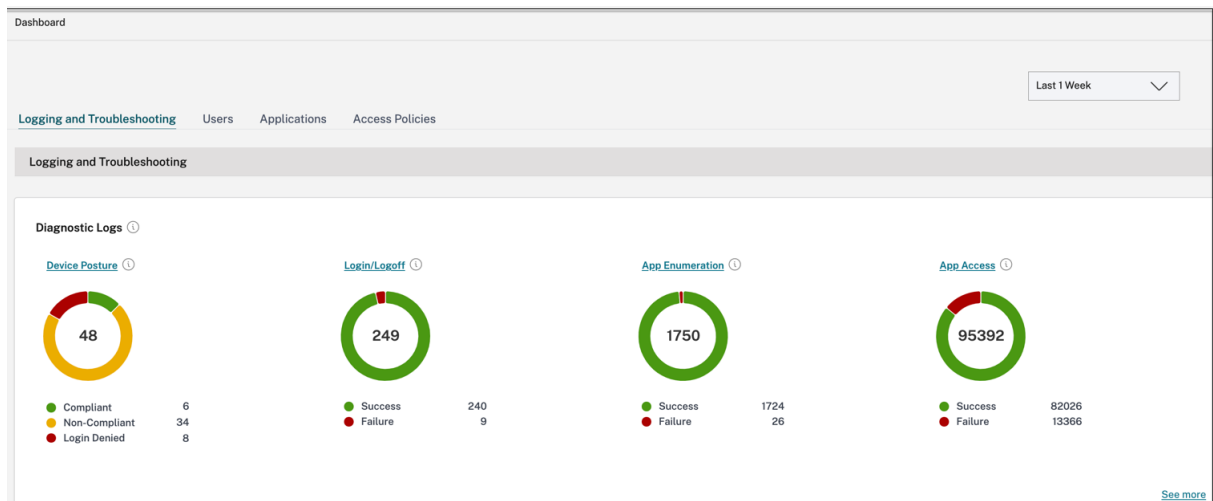 Dashboard
Last 1 Week
Logging and Troubleshooting Users Applications Access Policies
Logging and Troubleshooting
Diagnostic Logs
Device Posture
48
Compliant 6
Non-Compliant 34
Login Denied 8
Login/Logoff
249
Success 240
Failure 9
App Enumeration
1750
Success 1724
Failure 26
App Access
95392
Success 82026
Failure 13366
See more